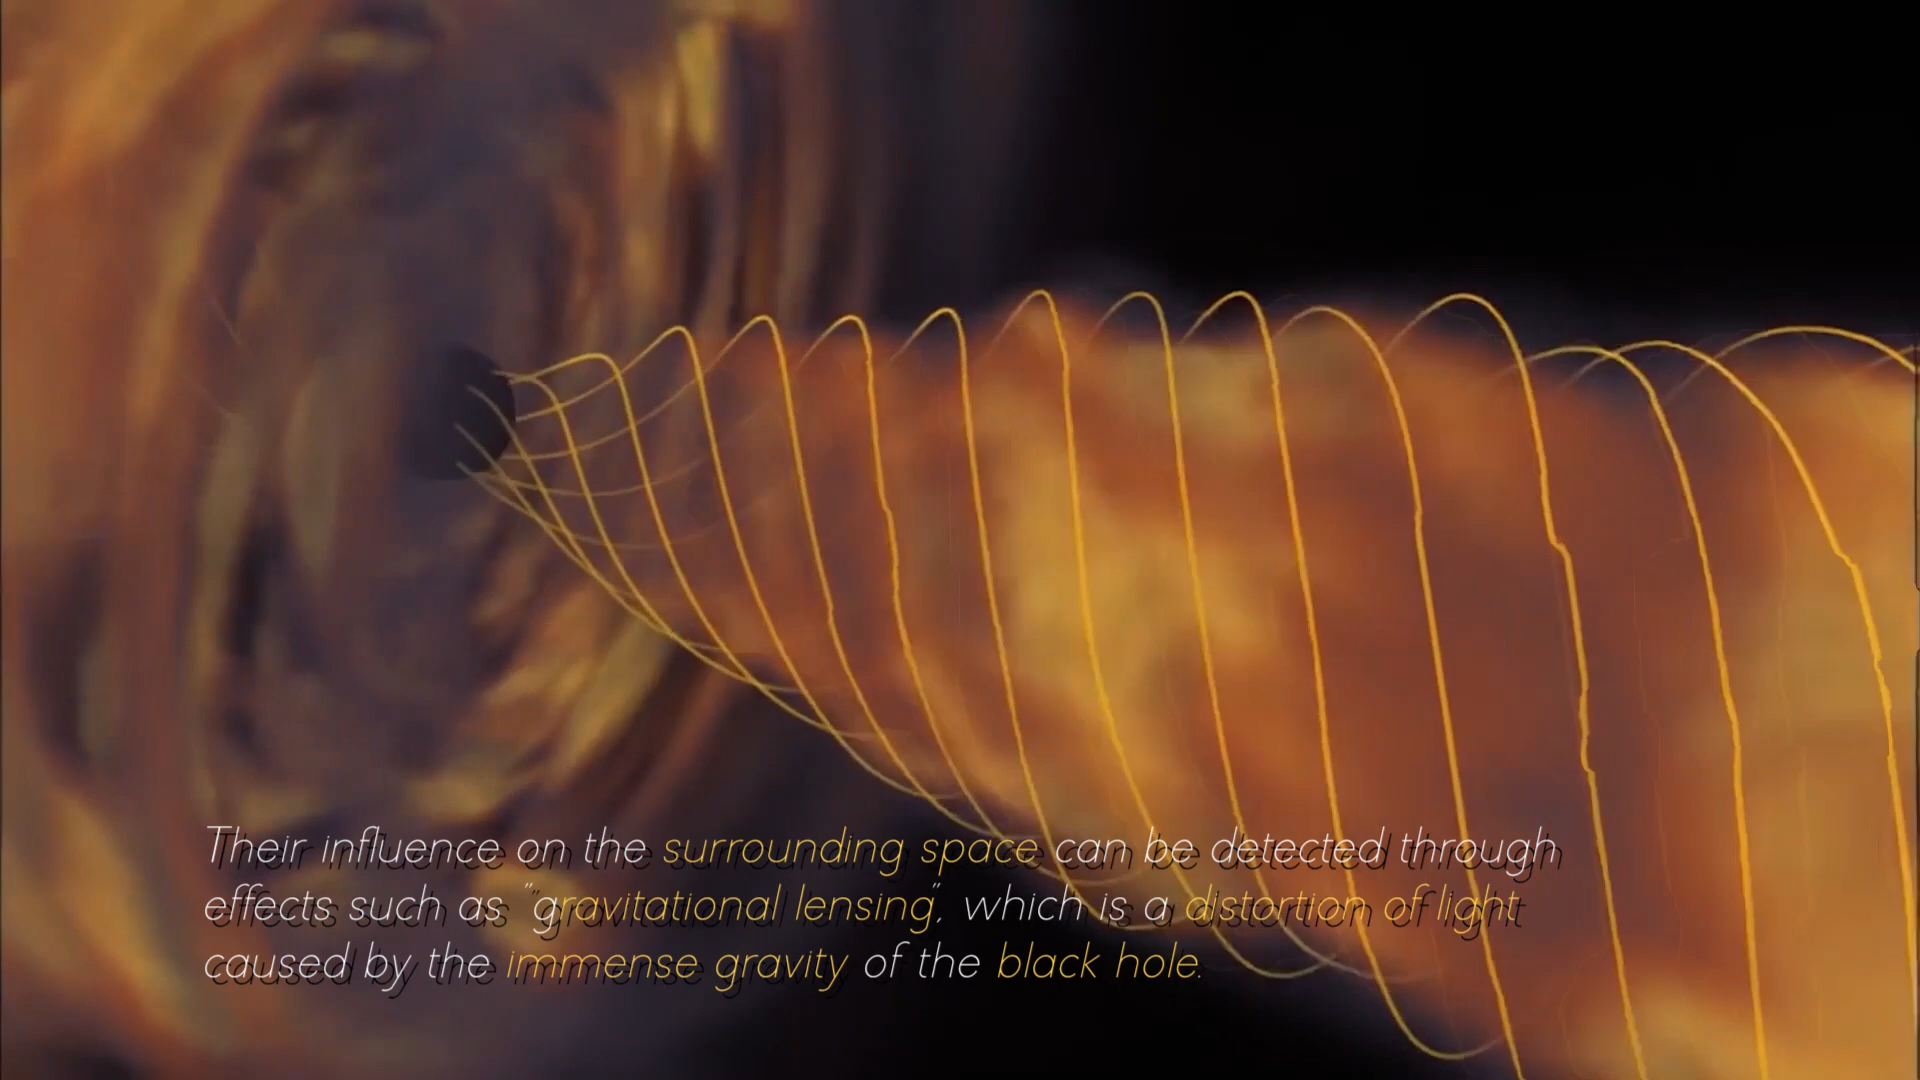 Their influence on the surrounding space can be detected through
effects such as "gravitational lensing", which is a distortion of light
caused by the immense gravity of the black hole.